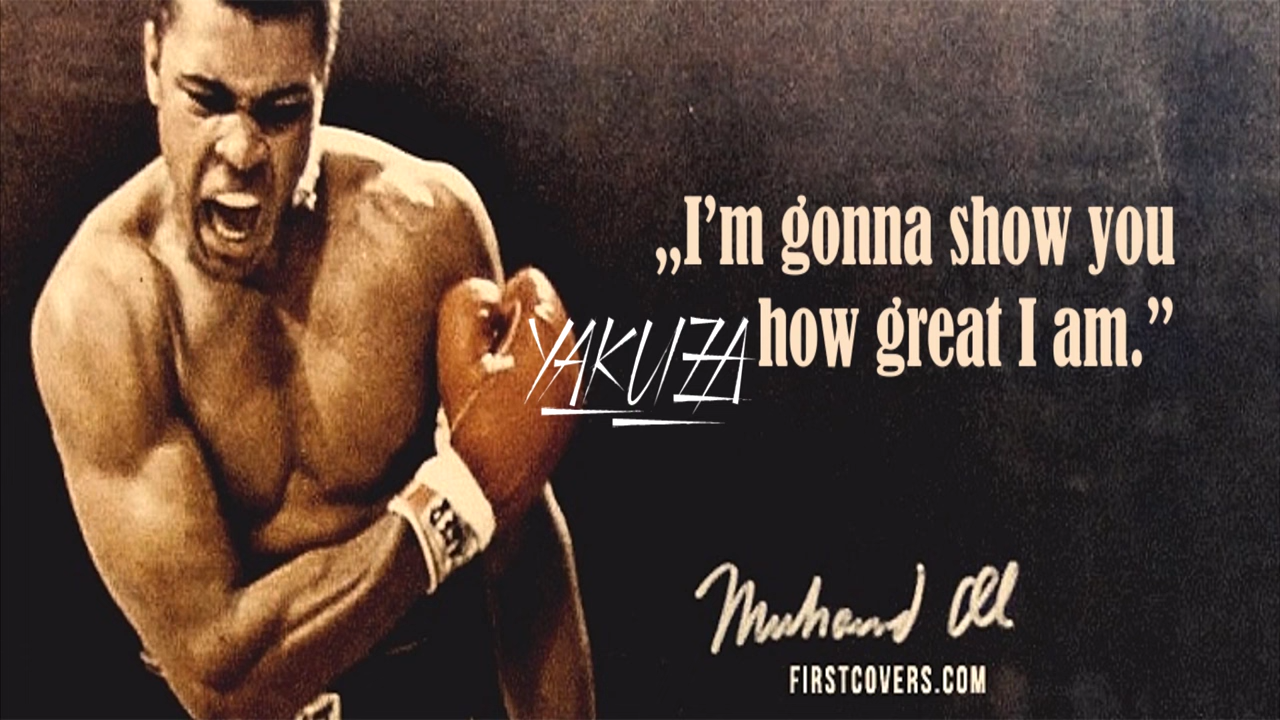 „I’m gonna show you
how great I am.”
YAKUZA
Muhammad Ali
FIRSTCOVERS.COM